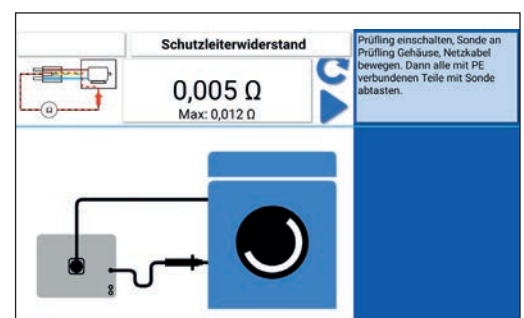 Schutzleiterwiderstand
0,005 Ω
Max: 0,012 Ω
Ω
Prüfling einschalten, Sonde an
Prüfling Gehäuse, Netzkabel
bewegen. Dann alle mit PE
verbundenen Teile mit Sonde
abtasten.